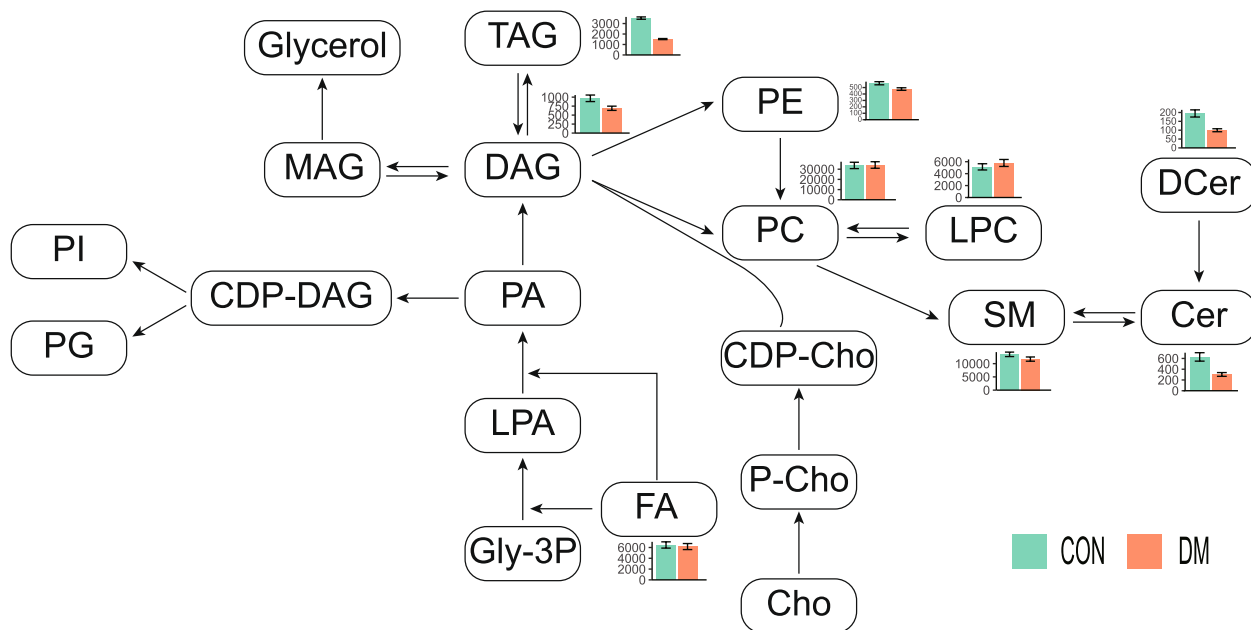 3000
2000
1000
0
TAG
Glycerol
1000
750
500
250
0
500
400
300
200
100
0
PE
200
150
100
50
0
MAG
DAG
30000
20000
10000
0
6000
4000
2000
0
DCer
PI
PC
LPC
CDP-DAG
PA
SM
Cer
PG
CDP-Cho
10000
5000
0
600
400
200
0
LPA
P-Cho
FA
Gly-3P
6000
4000
2000
0
CON
DM
Cho